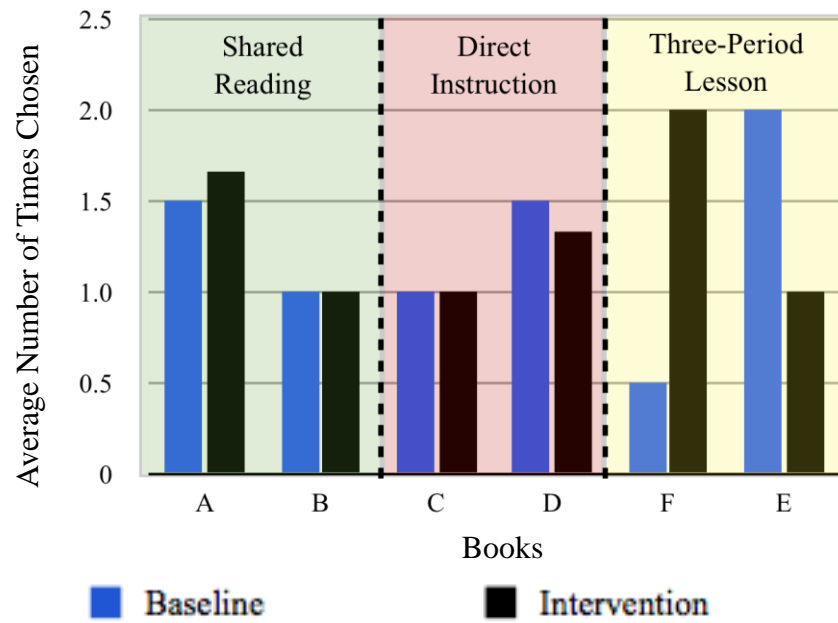 Average Number of Times Chosen
2.5
2.0
1.5
1.0
0.5
0
Shared
Reading
Direct
Instruction
Three-Period
Lesson
A B C D F E
Books
Baseline Intervention